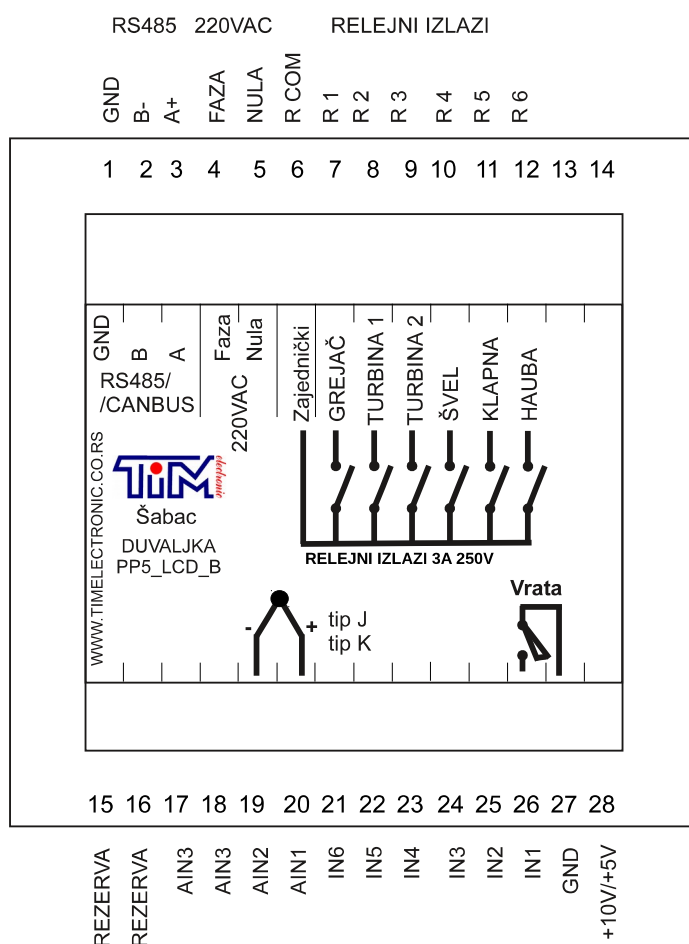 RS485 220VAC RELEJNI IZLAZI
GND B- A+ FAZA NULA R COM R 1 R 2 R 3 R 4 R 5 R 6
1 2 3 4 5 6 7 8 9 10 11 12 13 14
GND B A Faza Nula Zajednički GREJAČ TURBINA 1 TURBINA 2 ŠVEL KLAPNA HAUBA
RS485/
/CANBUS
220VAC
WWW.TIMELECTRONIC.CO.RS
TiM electronic
Šabac
DUVALJKA
PP5_LCD_B
RELEJNI IZLAZI 3A 250V
- + tip J
tip K
Vrata
15 16 17 18 19 20 21 22 23 24 25 26 27 28
REZERVA REZERVA AIN3 AIN3 AIN2 AIN1 IN6 IN5 IN4 IN3 IN2 IN1 GND +10V/+5V